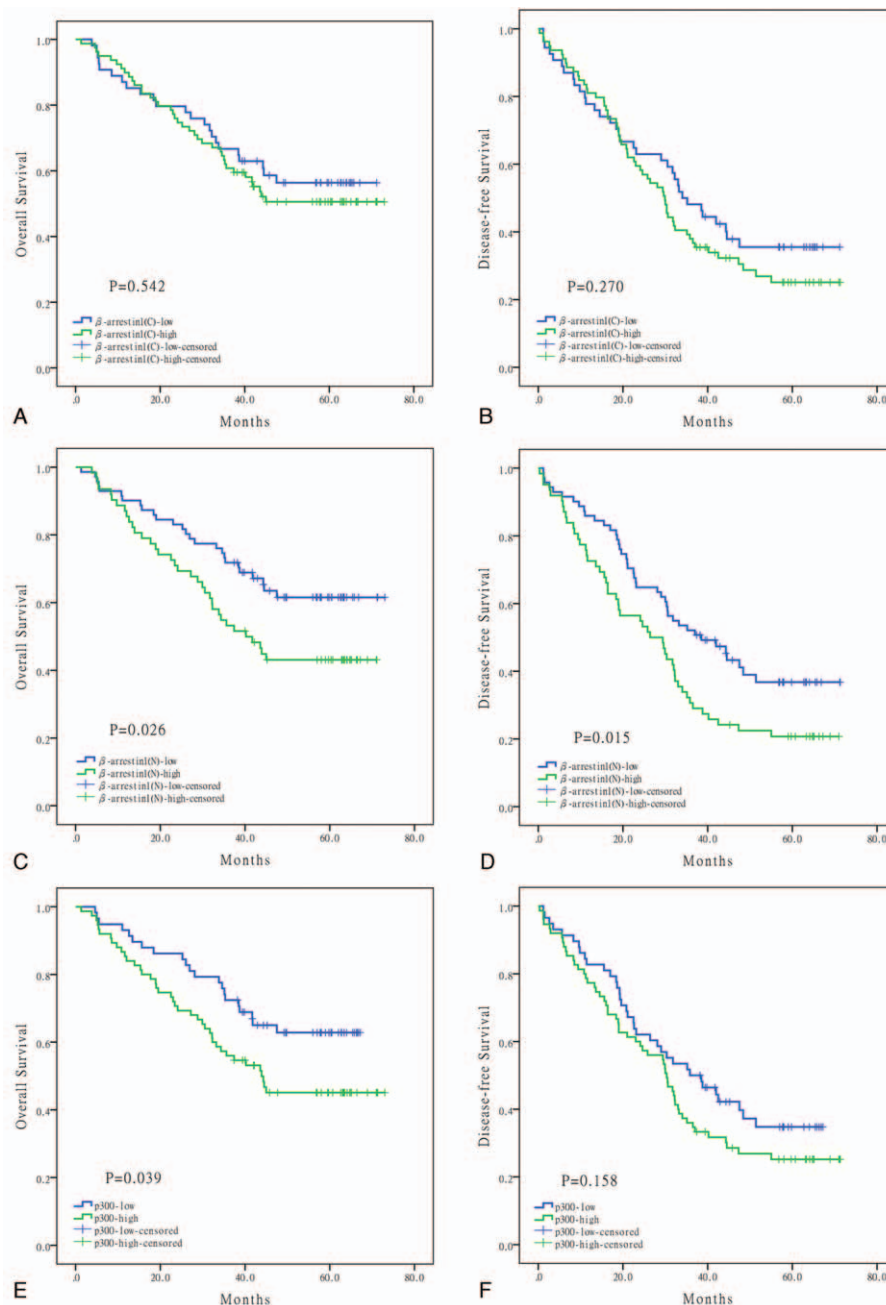 1.0
0.8
0.6
0.4
0.2
0.0
Overall Survival
P=0.542
β-arrestin1(C)-low
β-arrestin1(C)-high
β-arrestin1(C)-low-censored
β-arrestin1(C)-high-censored
.0 20.0 40.0 60.0 80.0
Months
A
1.0
0.8
0.6
0.4
0.2
0.0
Disease-free Survival
P=0.270
β-arrestin1(C)-low
β-arrestin1(C)-high
β-arrestin1(C)-low-censored
β-arrestin1(C)-high-censired
.0 20.0 40.0 60.0 80.0
Months
B
1.0
0.8
0.6
0.4
0.2
0.0
Overall Survival
P=0.026
β-arrestin1(N)-low
β-arrestin1(N)-high
β-arrestin1(N)-low-censored
β-arrestin1(N)-high-censored
.0 20.0 40.0 60.0 80.0
Months
C
1.0
0.8
0.6
0.4
0.2
0.0
Disease-free Survival
P=0.015
β-arrestin1(N)-low
β-arrestin1(N)-high
β-arrestin1(N)-low-censored
β-arrestin1(N)-high-censored
.0 20.0 40.0 60.0 80.0
Months
D
1.0
0.8
0.6
0.4
0.2
0.0
Overall Survival
P=0.039
p300-low
p300-high
p300-low-censored
p300-high-censored
.0 20.0 40.0 60.0 80.0
Months
E
1.0
0.8
0.6
0.4
0.2
0.0
Disease-free Survival
P=0.158
p300-low
p300-high
p300-low-censored
p300-high-censored
.0 20.0 40.0 60.0 80.0
Months
F